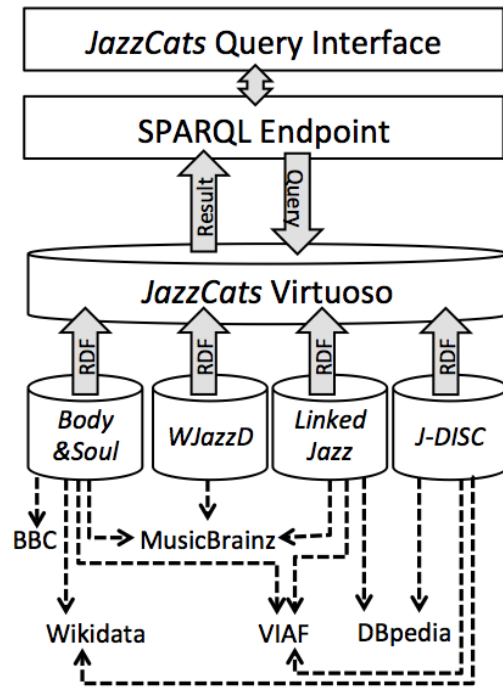 JazzCats Query Interface
SPARQL Endpoint
Result
Query
JazzCats Virtuoso
RDF
RDF
RDF
RDF
Body
&Soul
WJazzD
Linked
Jazz
J-DISC
BBC
MusicBrainz
Wikidata
VIAF
DBpedia